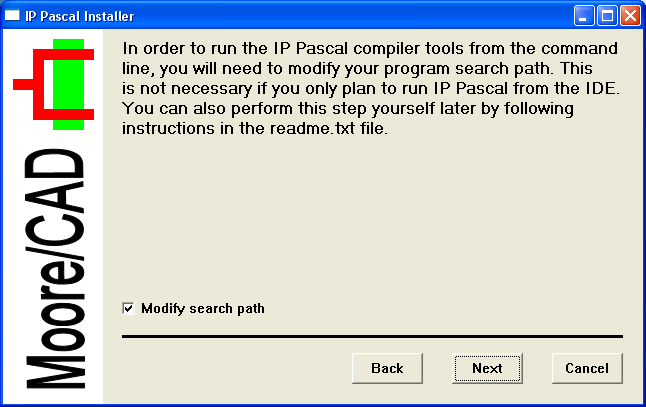 IP Pascal Installer
In order to run the IP Pascal compiler tools from the command
line, you will need to modify your program search path. This
is not necessary if you only plan to run IP Pascal from the IDE.
You can also perform this step yourself later by following
instructions in the readme.txt file.
Moore/CAD
Modify search path
Back Next Cancel